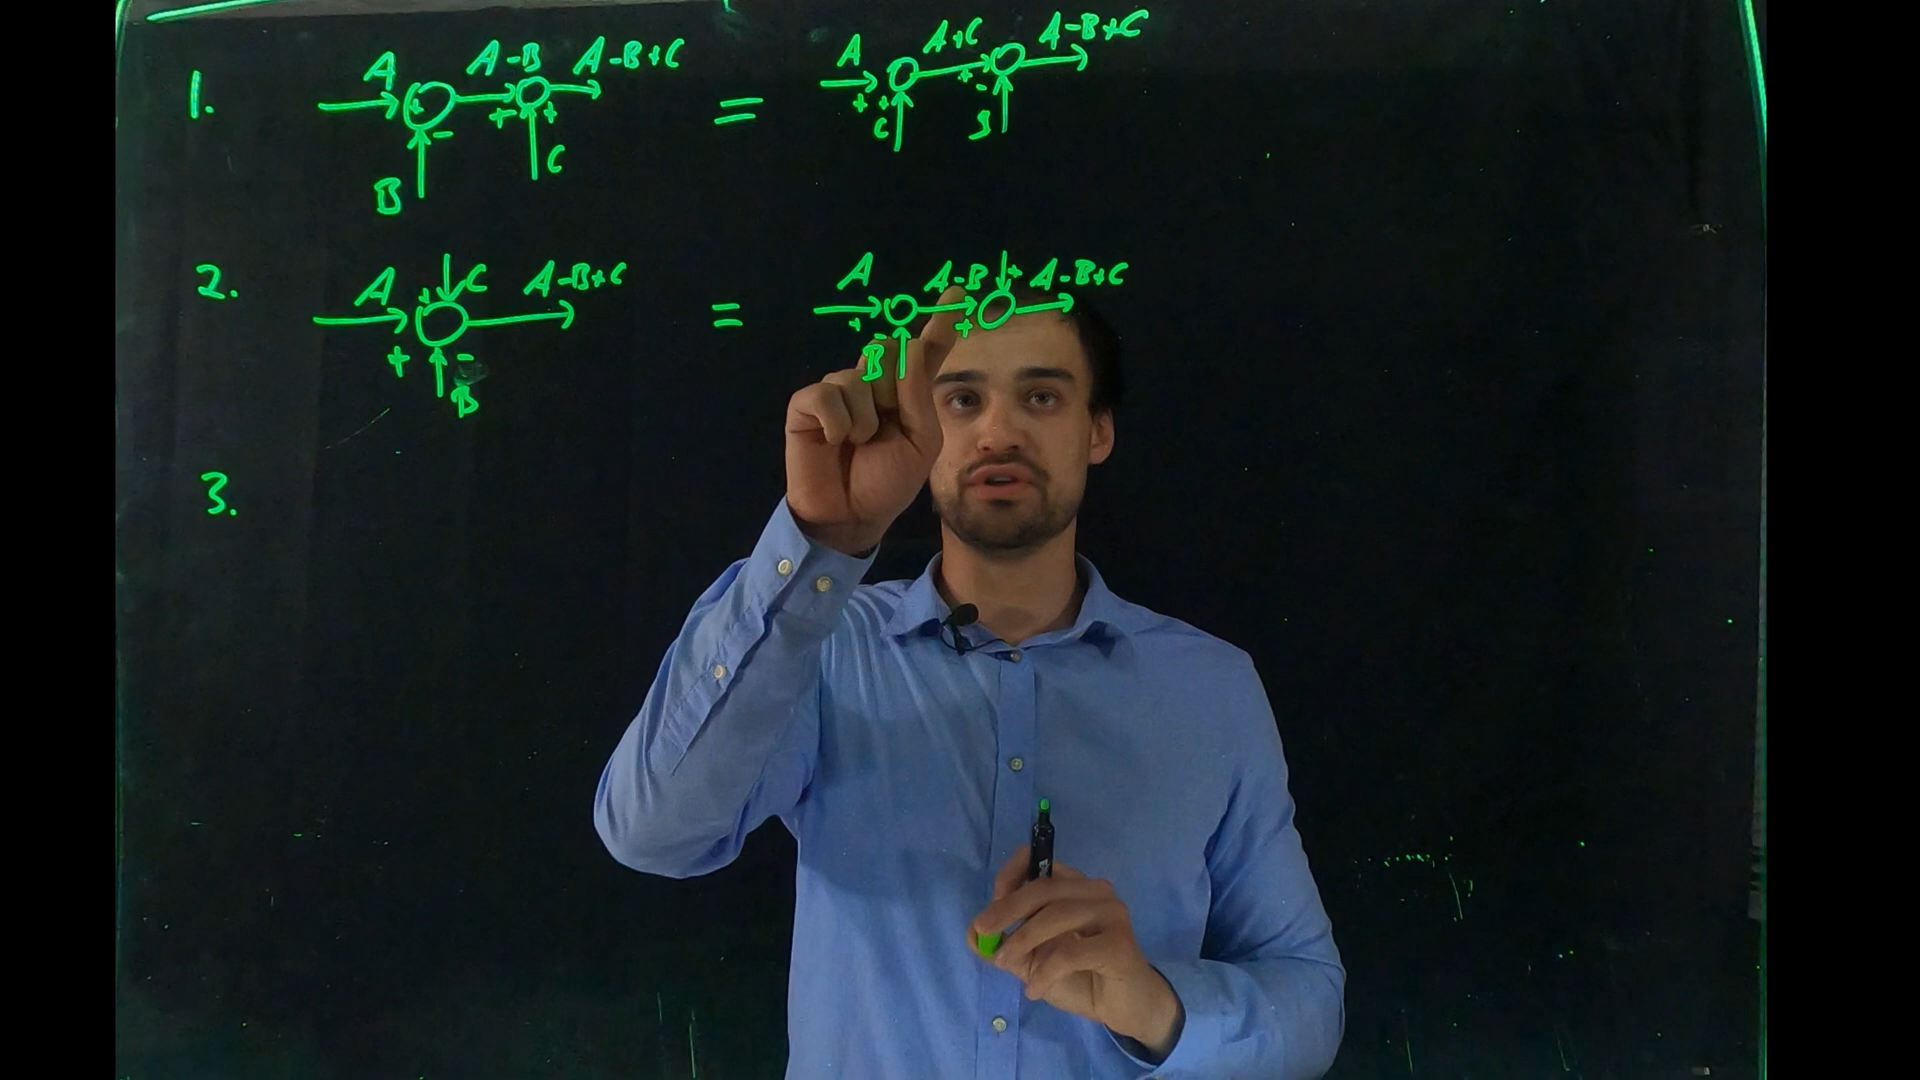 1. A + - B A-B + + C A-B+C = A + + C A+C + - B A-B+C
2. A + + C - B A-B+C = A + - B A-B + + A-B+C
3.